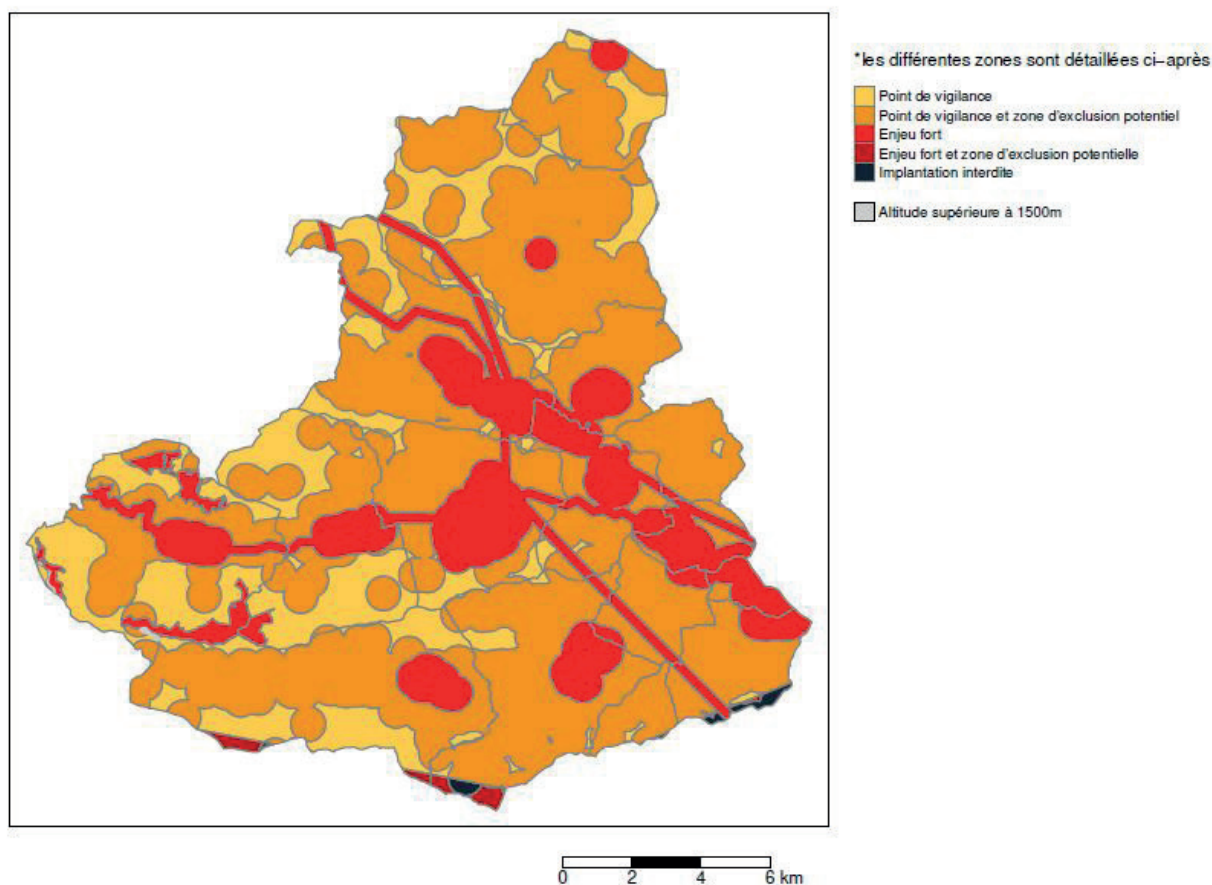 *les différentes zones sont détaillées ci-après
Point de vigilance
Point de vigilance et zone d'exclusion potentiel
Enjeu fort
Enjeu fort et zone d'exclusion potentielle
Implantation interdite
Altitude supérieure à 1500m
0 2 4 6 km